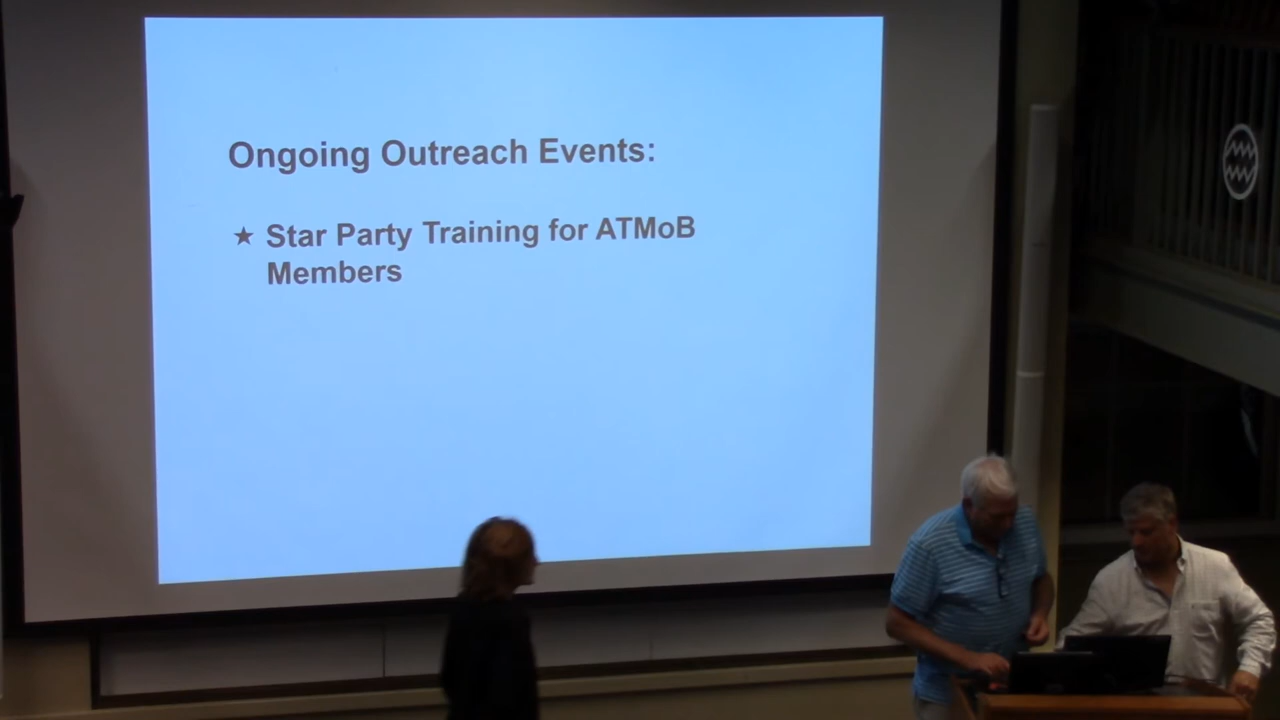 Ongoing Outreach Events:
★ Star Party Training for ATMoB
Members